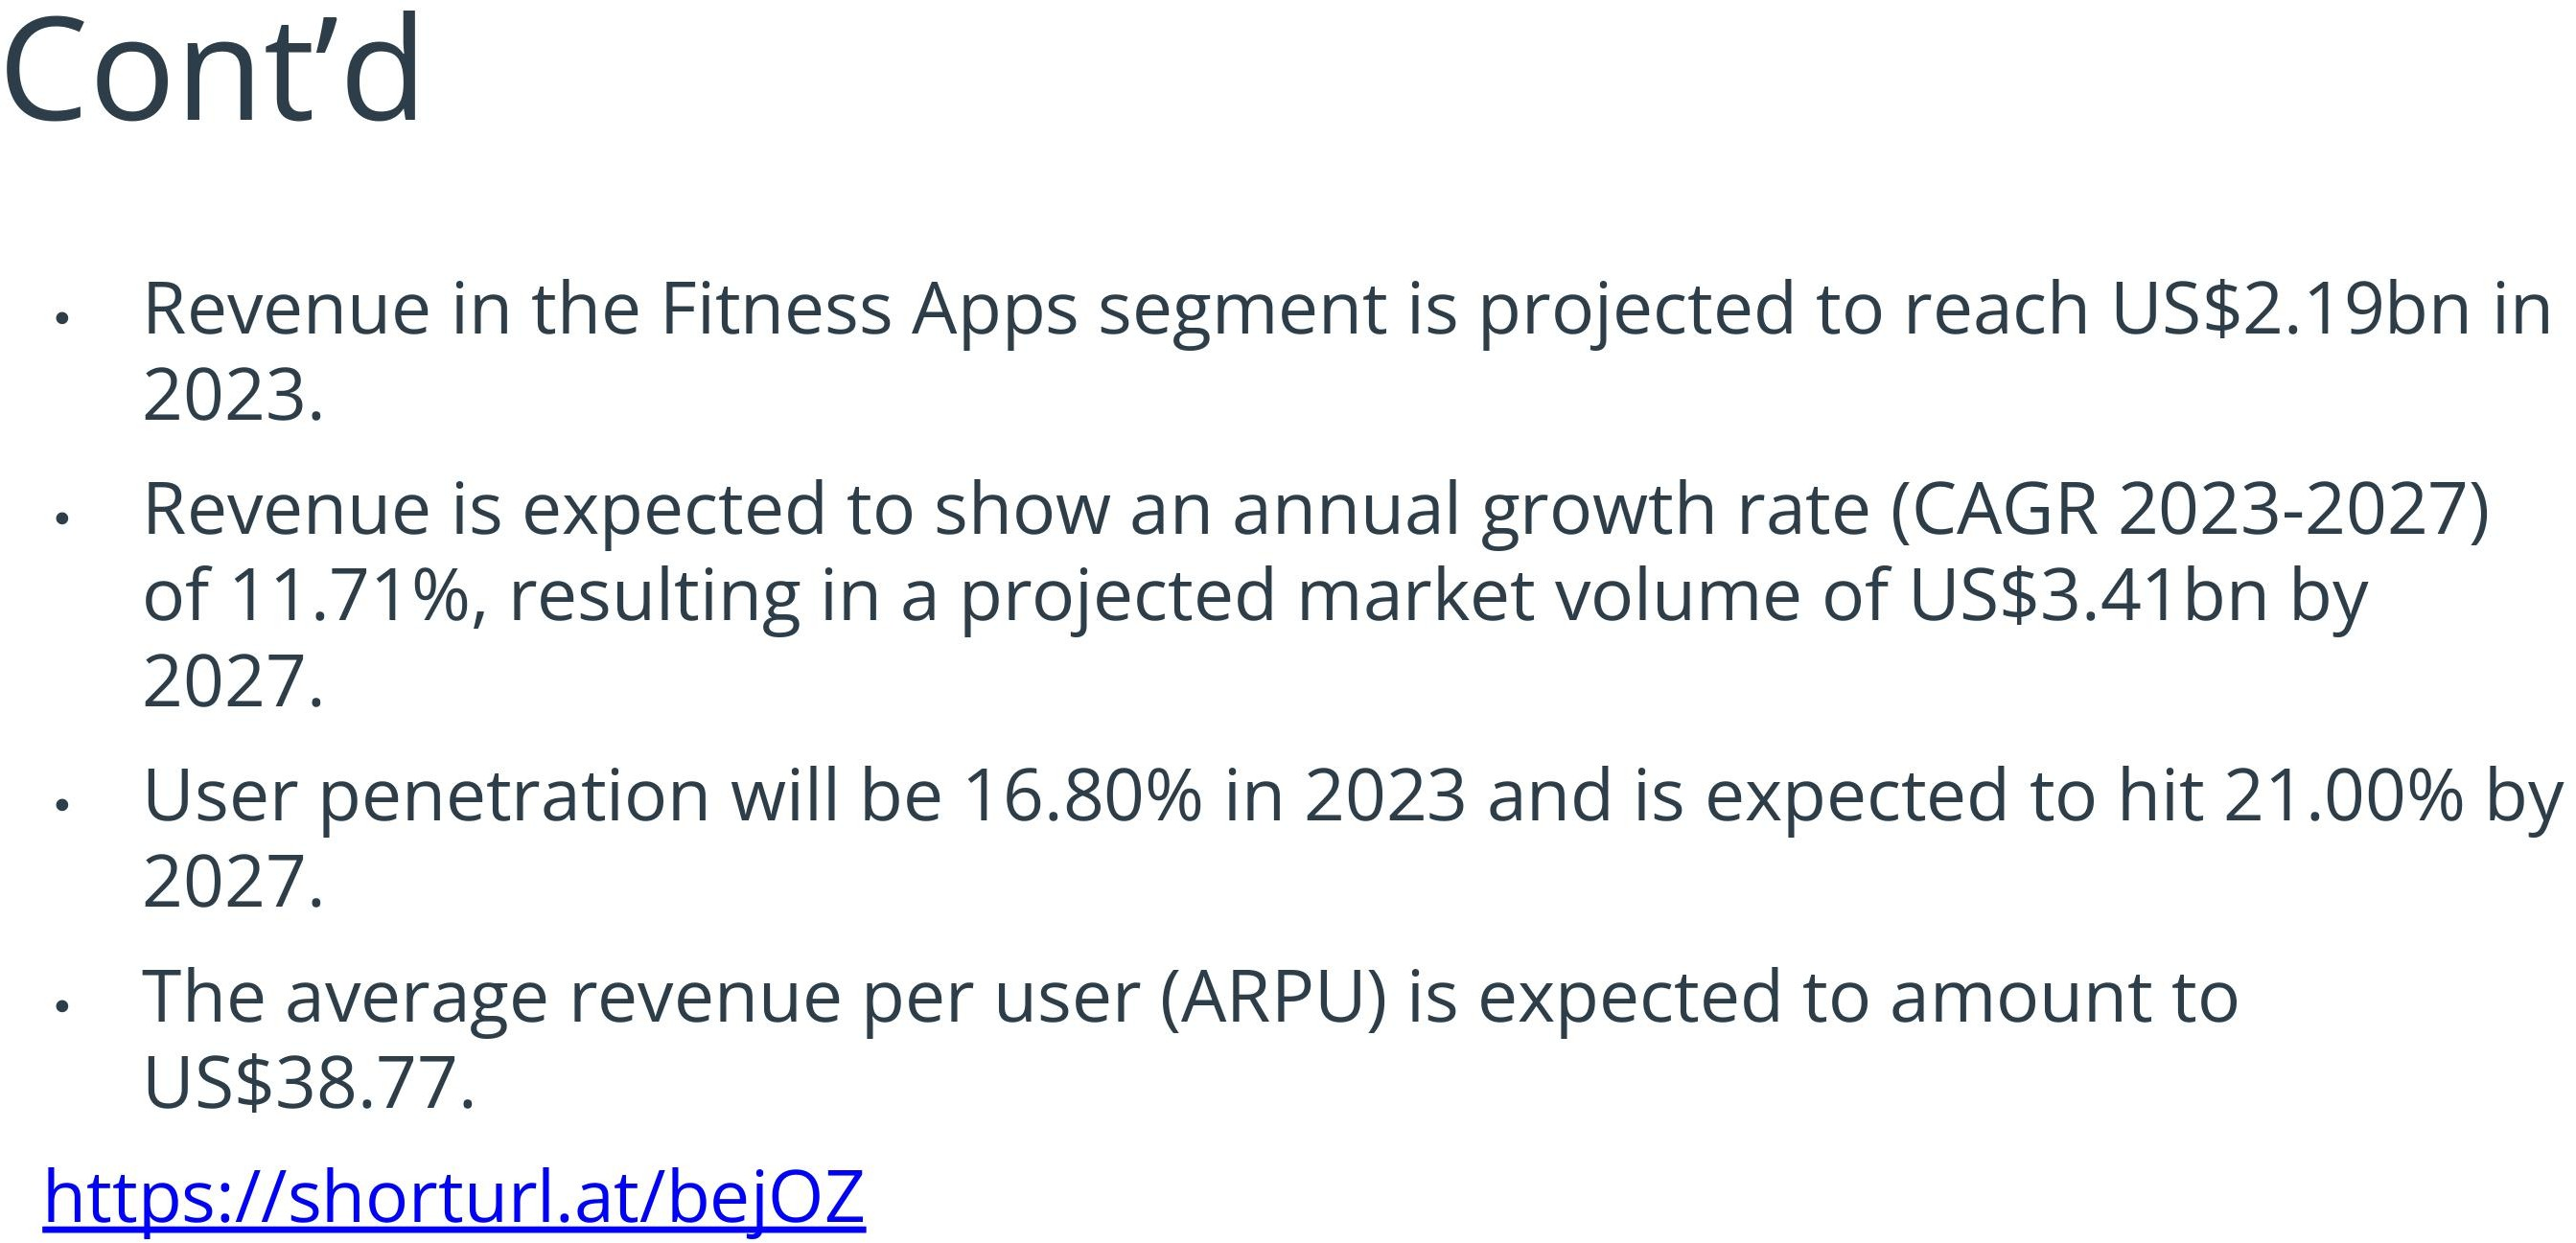 Cont’d
• Revenue in the Fitness Apps segment is projected to reach US$2.19bn in
2023.
• Revenue is expected to show an annual growth rate (CAGR 2023-2027)
of 11.71%, resulting in a projected market volume of US$3.41bn by
2027.
• User penetration will be 16.80% in 2023 and is expected to hit 21.00% by
2027.
• The average revenue per user (ARPU) is expected to amount to
US$38.77.
https://shorturl.at/bejOZ